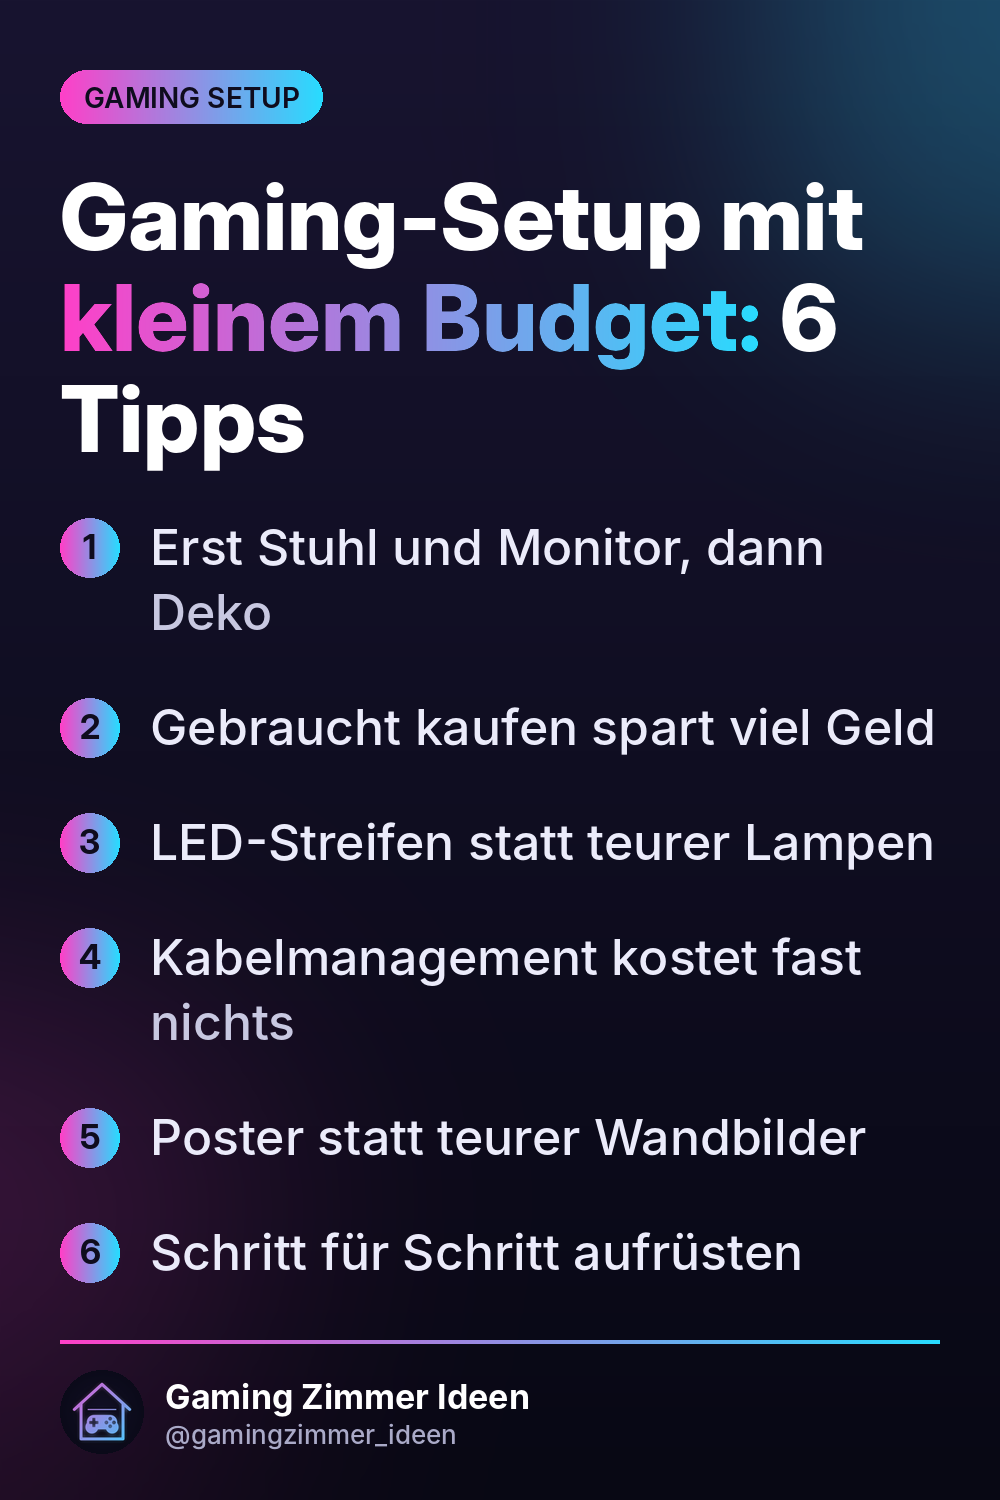 GAMING SETUP
Gaming-Setup mit
kleinem Budget: 6
Tipps
1 Erst Stuhl und Monitor, dann
Deko
2 Gebraucht kaufen spart viel Geld
3 LED-Streifen statt teurer Lampen
4 Kabelmanagement kostet fast
nichts
5 Poster statt teurer Wandbilder
6 Schritt für Schritt aufrüsten
Gaming Zimmer Ideen
@gamingzimmer_ideen